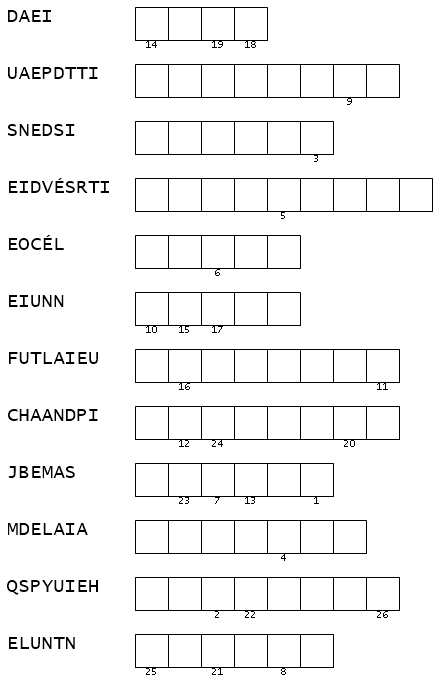 DAEI
14 19 18
UAEPDTTI
9
SNEDSI
3
EIDVÉSRTI
5
EOCÉL
6
EIUNN
10 15 17
FUTLAIEU
16 11
CHAANDPI
12 24 20
JBEMAS
23 7 13 1
MDELAIA
4
QSPYUIEH
2 22 26
ELUNTN
25 21 8